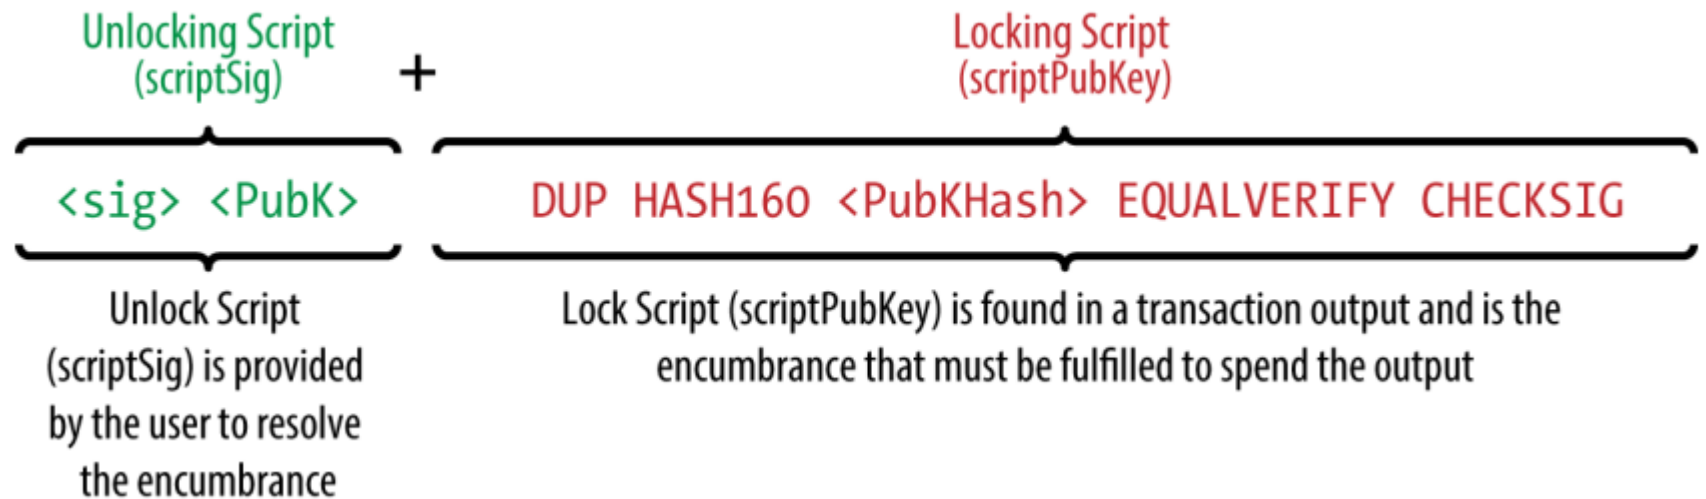 Unlocking Script
(scriptSig)
+
Locking Script
(scriptPubKey)
<sig> <PubK>
DUP HASH160 <PubKHash> EQUALVERIFY CHECKSIG
Unlock Script
(scriptSig) is provided
by the user to resolve
the encumbrance
Lock Script (scriptPubKey) is found in a transaction output and is the
encumbrance that must be fulfilled to spend the output